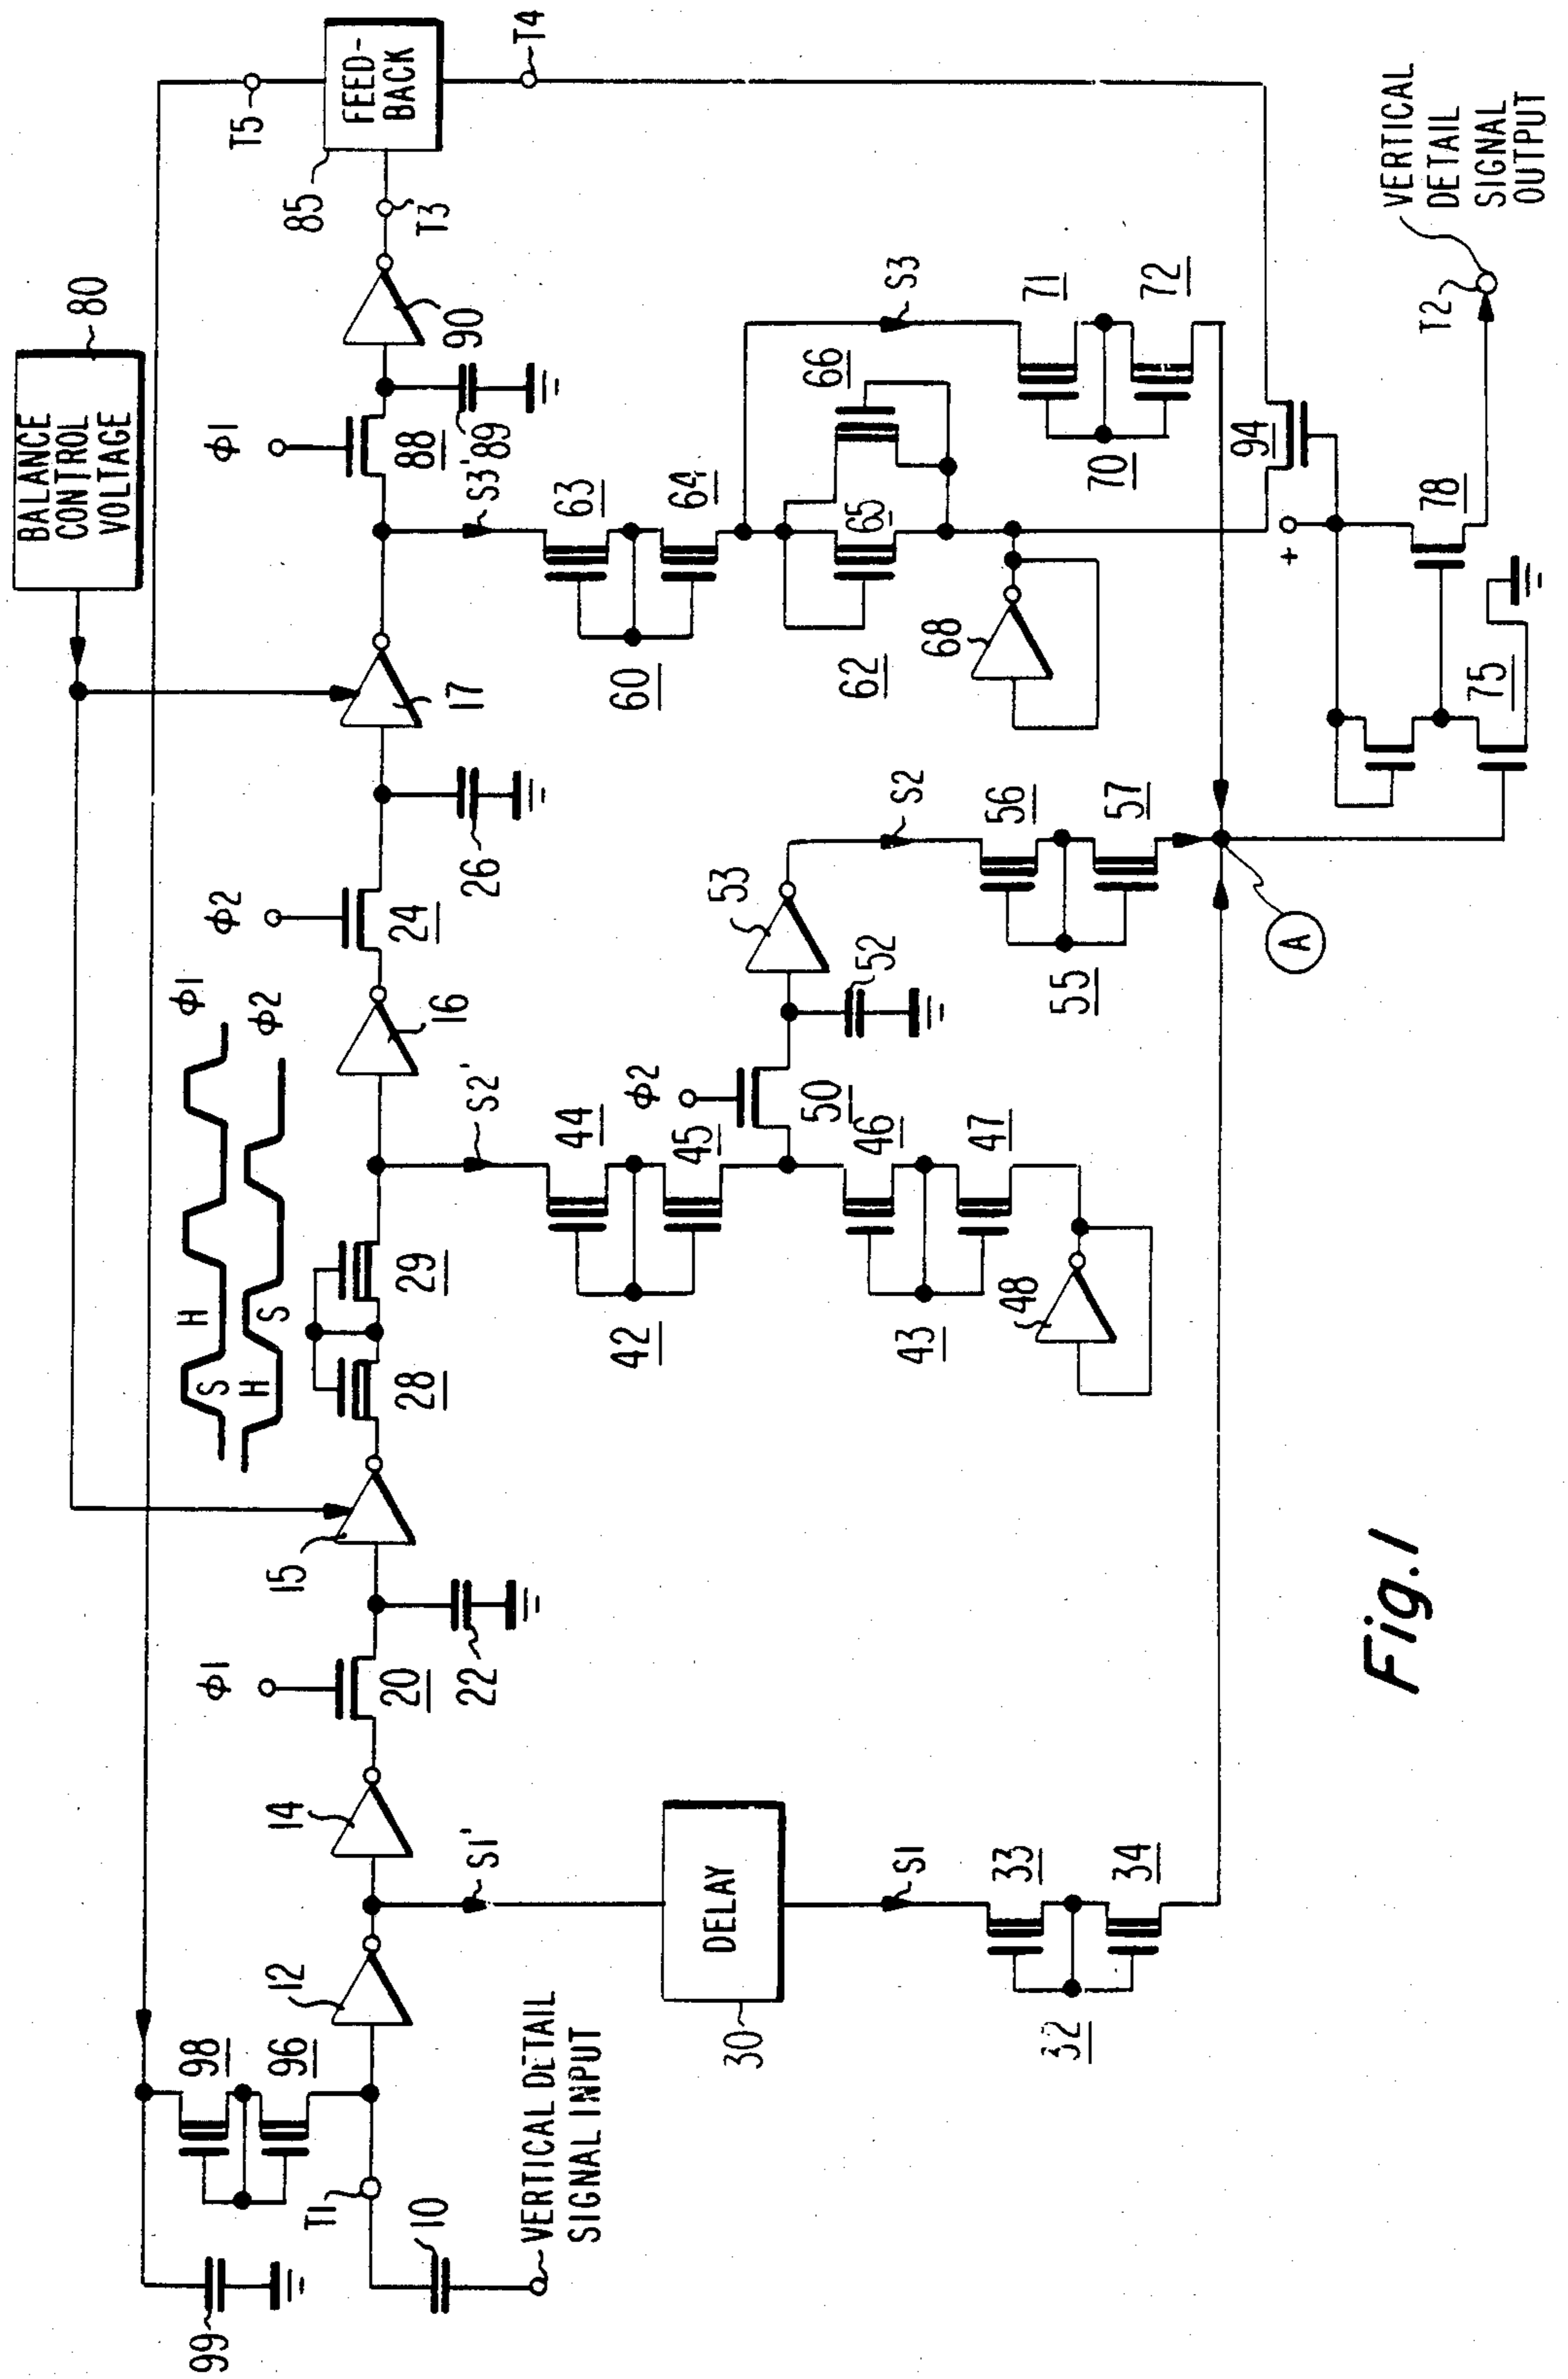 BALANCE
CONTROL
VOLTAGE
80
T5
FEED-
BACK
85
T4
T3
90
ϕ1
88
89
S3'
17
26
ϕ2
24
16
ϕ1
ϕ2
H
S
S
H
29
28
15
ϕ1
20
22
14
12
S1'
98
96
99
T1
10
VERTICAL DETAIL
SIGNAL INPUT
DELAY
30
S1
33
34
32
S2'
44
45
42
ϕ2
50
46
47
43
48
52
53
S2
56
57
55
A
63
64
60
66
65
62
68
S3
71
72
70
94
+
78
75
T2
VERTICAL
DETAIL
SIGNAL
OUTPUT
Fig.1